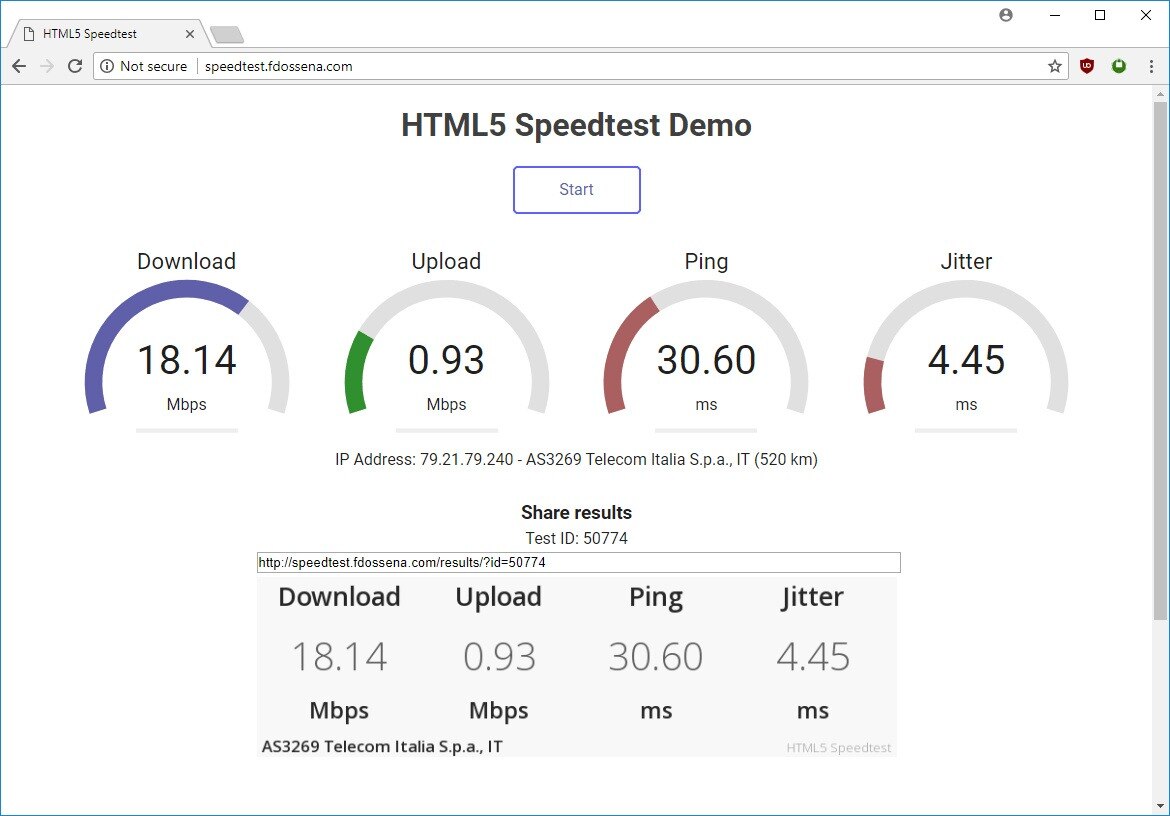 HTML5 Speedtest
Not secure
speedtest.fdossena.com
HTML5 Speedtest Demo
Start
Download
Upload
Ping
Jitter
18.14
0.93
30.60
4.45
Mbps
Mbps
ms
ms
IP Address: 79.21.79.240 - AS3269 Telecom Italia S.p.a., IT (520 km)
Share results
Test ID: 50774
http://speedtest.fdossena.com/results/?id=50774
Download Upload Ping Jitter
18.14 0.93 30.60 4.45
Mbps Mbps ms ms
AS3269 Telecom Italia S.p.a., IT
HTML5 Speedtest